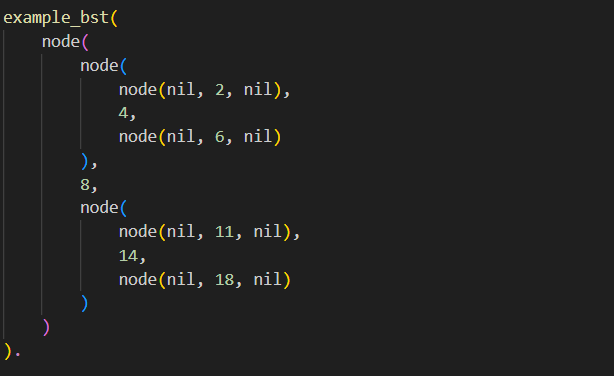 example_bst(
    node(
        node(
            node(nil, 2, nil),
            4,
            node(nil, 6, nil)
        ),
        8,
        node(
            node(nil, 11, nil),
            14,
            node(nil, 18, nil)
        )
    )
).